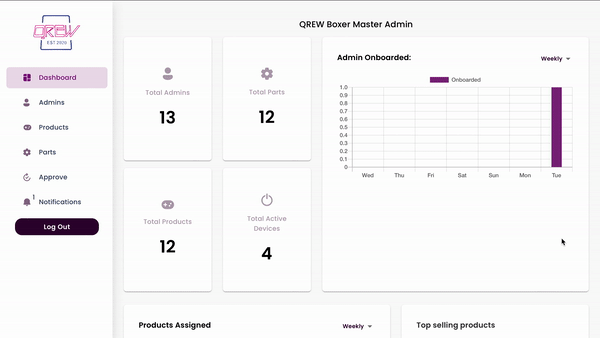 QREW
EST 2020
Dashboard
Admins
Products
Parts
Approve
1
Notifications
Log Out
QREW Boxer Master Admin
Total Admins
13
Total Parts
12
Total Products
12
Total Active
Devices
4
Admin Onboarded:
Weekly
Onboarded
1.0
0.9
0.8
0.7
0.6
0.5
0.4
0.3
0.2
0.1
0
Wed Thu Fri Sat Sun Mon Tue
Products Assigned
Weekly
Top selling products